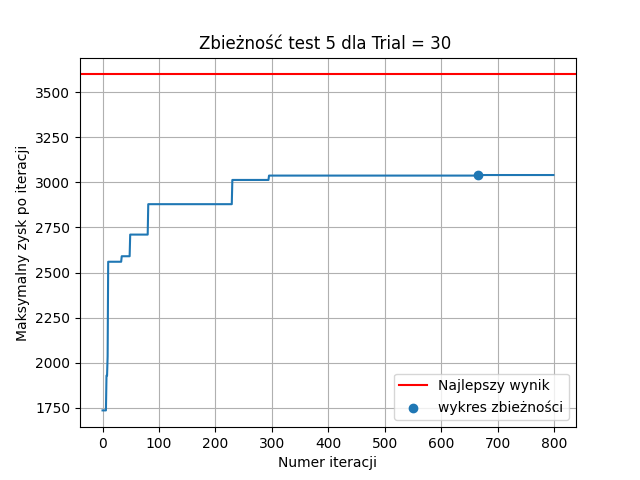 Zbieżność test 5 dla Trial = 30
Maksymalny zysk po iteracji
3500
3250
3000
2750
2500
2250
2000
1750
0 100 200 300 400 500 600 700 800
Numer iteracji
Najlepszy wynik
wykres zbieżności